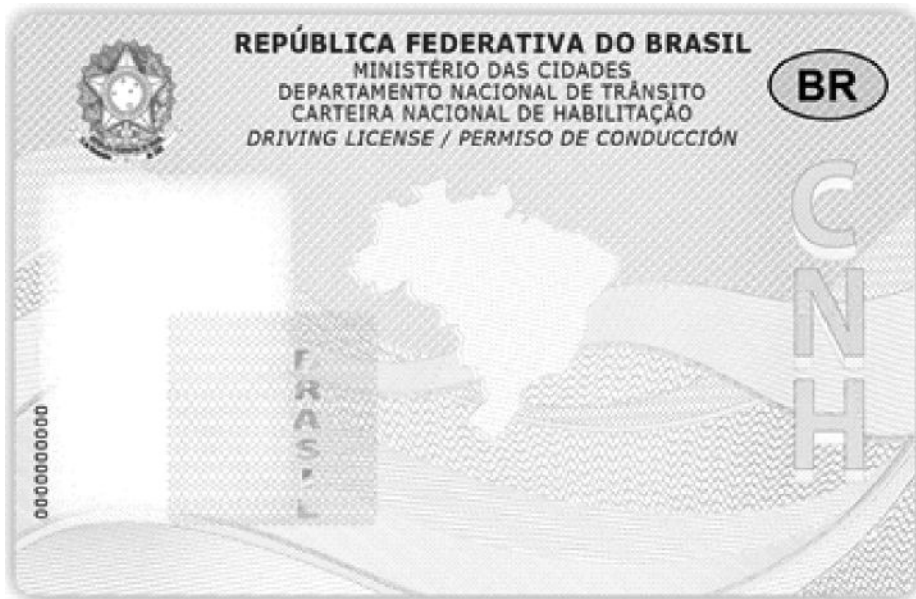 REPÚBLICA FEDERATIVA DO BRASIL
MINISTÉRIO DAS CIDADES
DEPARTAMENTO NACIONAL DE TRÂNSITO
CARTEIRA NACIONAL DE HABILITAÇÃO
DRIVING LICENSE / PERMISO DE CONDUCCIÓN
BR
CNH
0000000000